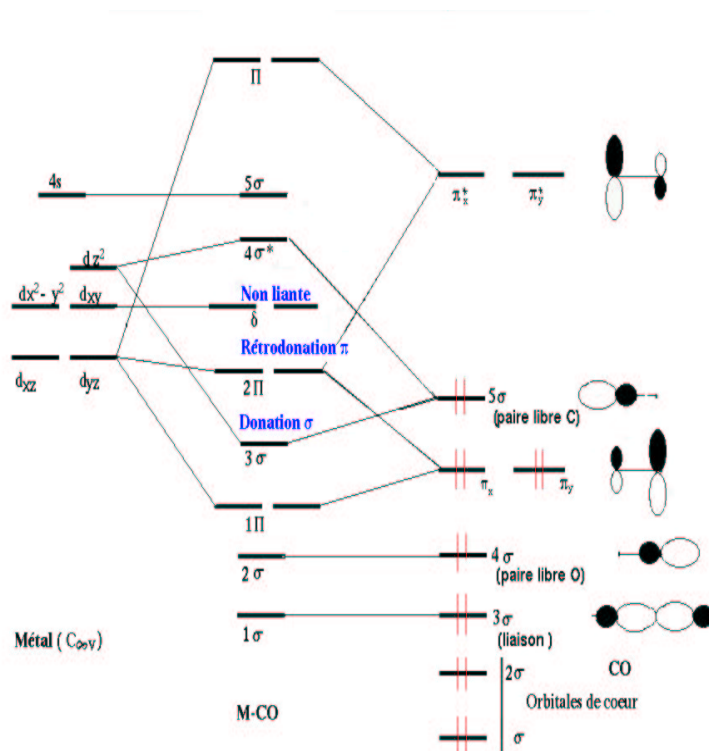 Π
4s
5σ
π*x
π*y
dz²
4σ*
dx²- y²
dxy
Non liante
δ
Rétrodonation π
dxz
dyz
2Π
5σ
(paire libre C)
Donation σ
3σ
πx
πy
1Π
2σ
4σ
(paire libre O)
1σ
3σ
(liaison )
Métal ( C∞v)
CO
2σ
Orbitales de coeur
M-CO
σ